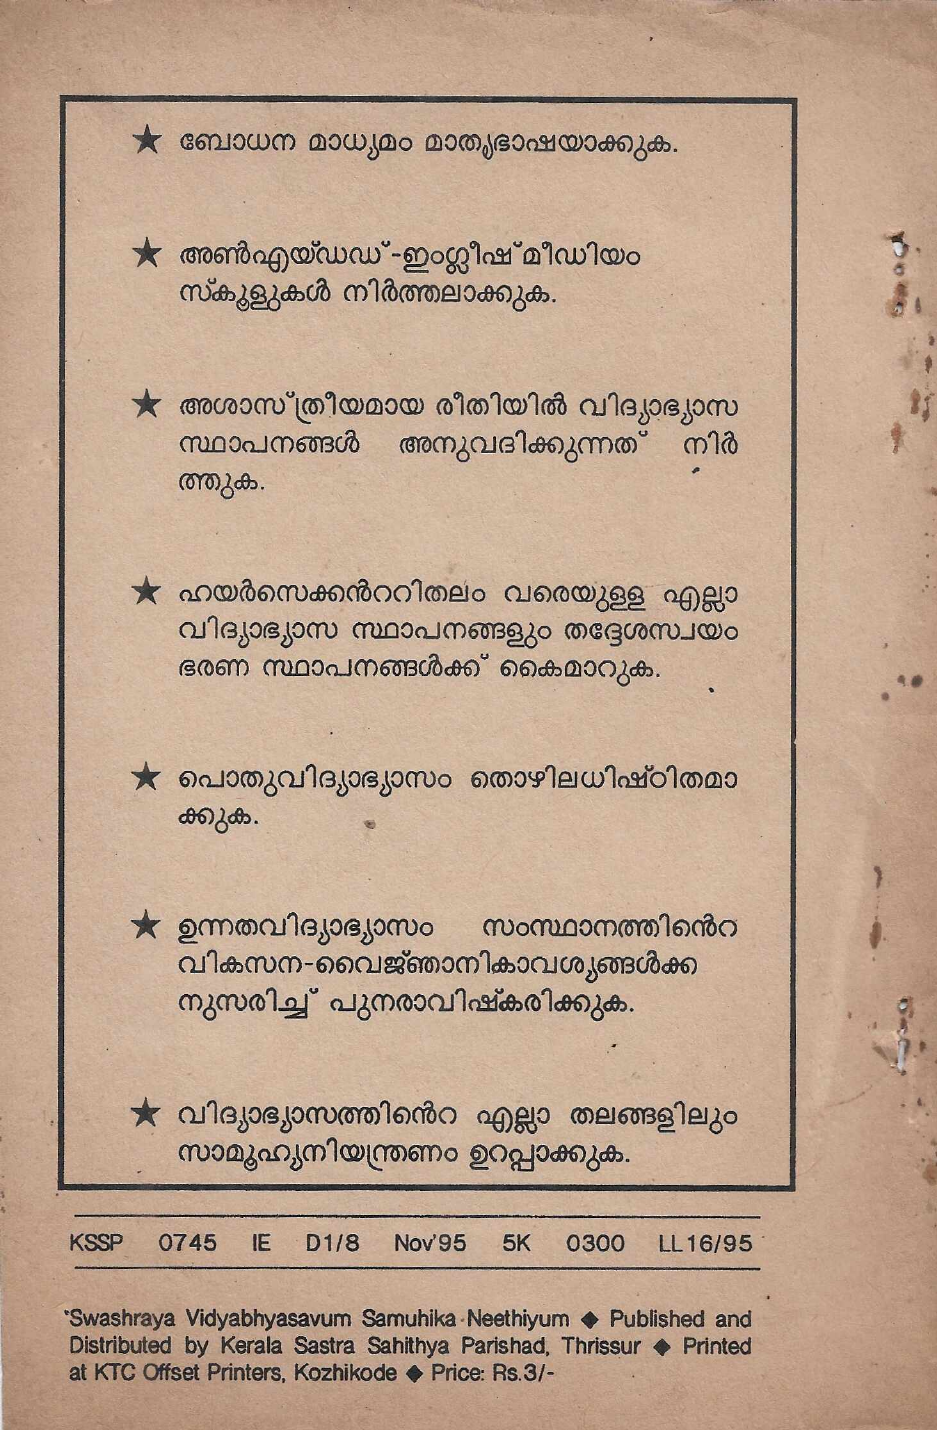 ★ ബോധന മാധ്യമം മാതൃഭാഷയാക്കുക.
★ അൺഎയ്ഡഡ്-ഇംഗ്ലീഷ് മീഡിയം
സ്കൂളുകൾ നിർത്തലാക്കുക.
★ അശാസ്ത്രീയമായ രീതിയിൽ വിദ്യാഭ്യാസ
സ്ഥാപനങ്ങൾ അനുവദിക്കുന്നത് നിർ
ത്തുക.
★ ഹയർസെക്കൻററിതലം വരെയുള്ള എല്ലാ
വിദ്യാഭ്യാസ സ്ഥാപനങ്ങളും തദ്ദേശസ്വയം
ഭരണ സ്ഥാപനങ്ങൾക്ക് കൈമാറുക.
★ പൊതുവിദ്യാഭ്യാസം തൊഴിലധിഷ്ഠിതമാ
ക്കുക.
★ ഉന്നതവിദ്യാഭ്യാസം സംസ്ഥാനത്തിൻെറ
വികസന-വൈജ്ഞാനികാവശ്യങ്ങൾക്ക
നുസരിച്ച് പുനരാവിഷ്കരിക്കുക.
★ വിദ്യാഭ്യാസത്തിൻെറ എല്ലാ തലങ്ങളിലും
സാമൂഹ്യനിയന്ത്രണം ഉറപ്പാക്കുക.
KSSP 0745 IE D1/8 Nov'95 5K 0300 LL16/95
'Swashraya Vidyabhyasavum Samuhika Neethiyum ◆ Published and
Distributed by Kerala Sastra Sahithya Parishad, Thrissur ◆ Printed
at KTC Offset Printers, Kozhikode ◆ Price: Rs.3/-